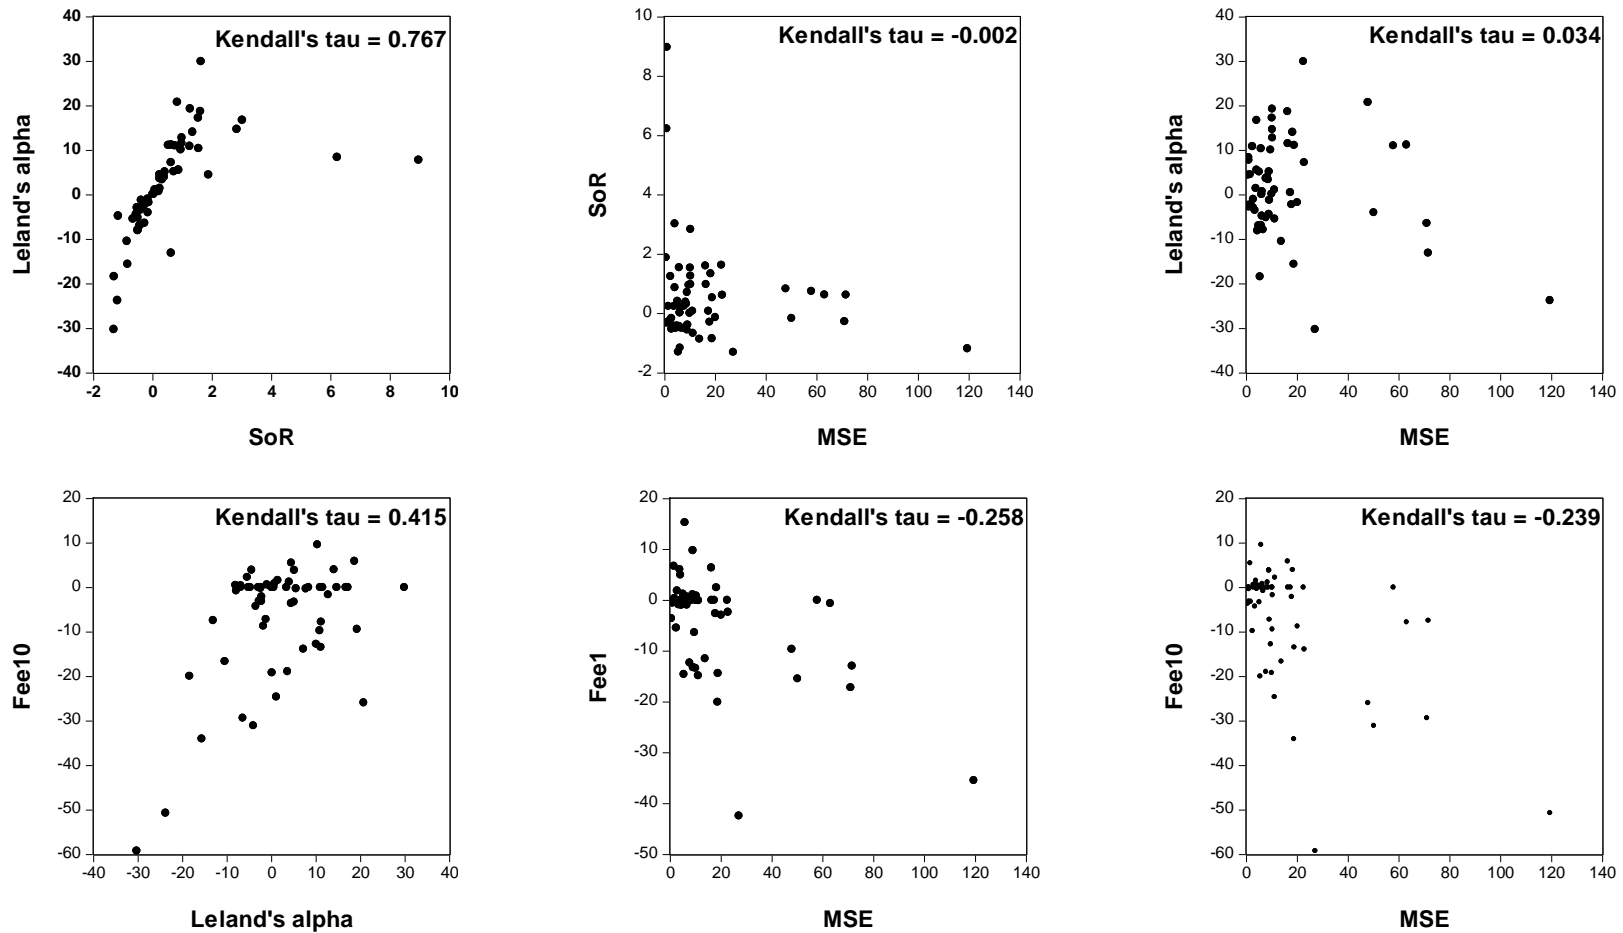 Kendall's tau = 0.767
40
30
20
10
0
-10
-20
-30
-40
Leland's alpha
-2 0 2 4 6 8 10
SoR
Kendall's tau = -0.002
10
8
6
4
2
0
-2
SoR
0 20 40 60 80 100 120 140
MSE
Kendall's tau = 0.034
40
30
20
10
0
-10
-20
-30
-40
Leland's alpha
0 20 40 60 80 100 120 140
MSE
Kendall's tau = 0.415
20
10
0
-10
-20
-30
-40
-50
-60
Fee10
-40 -30 -20 -10 0 10 20 30 40
Leland's alpha
Kendall's tau = -0.258
20
10
0
-10
-20
-30
-40
-50
Fee1
0 20 40 60 80 100 120 140
MSE
Kendall's tau = -0.239
20
10
0
-10
-20
-30
-40
-50
-60
Fee10
0 20 40 60 80 100 120 140
MSE